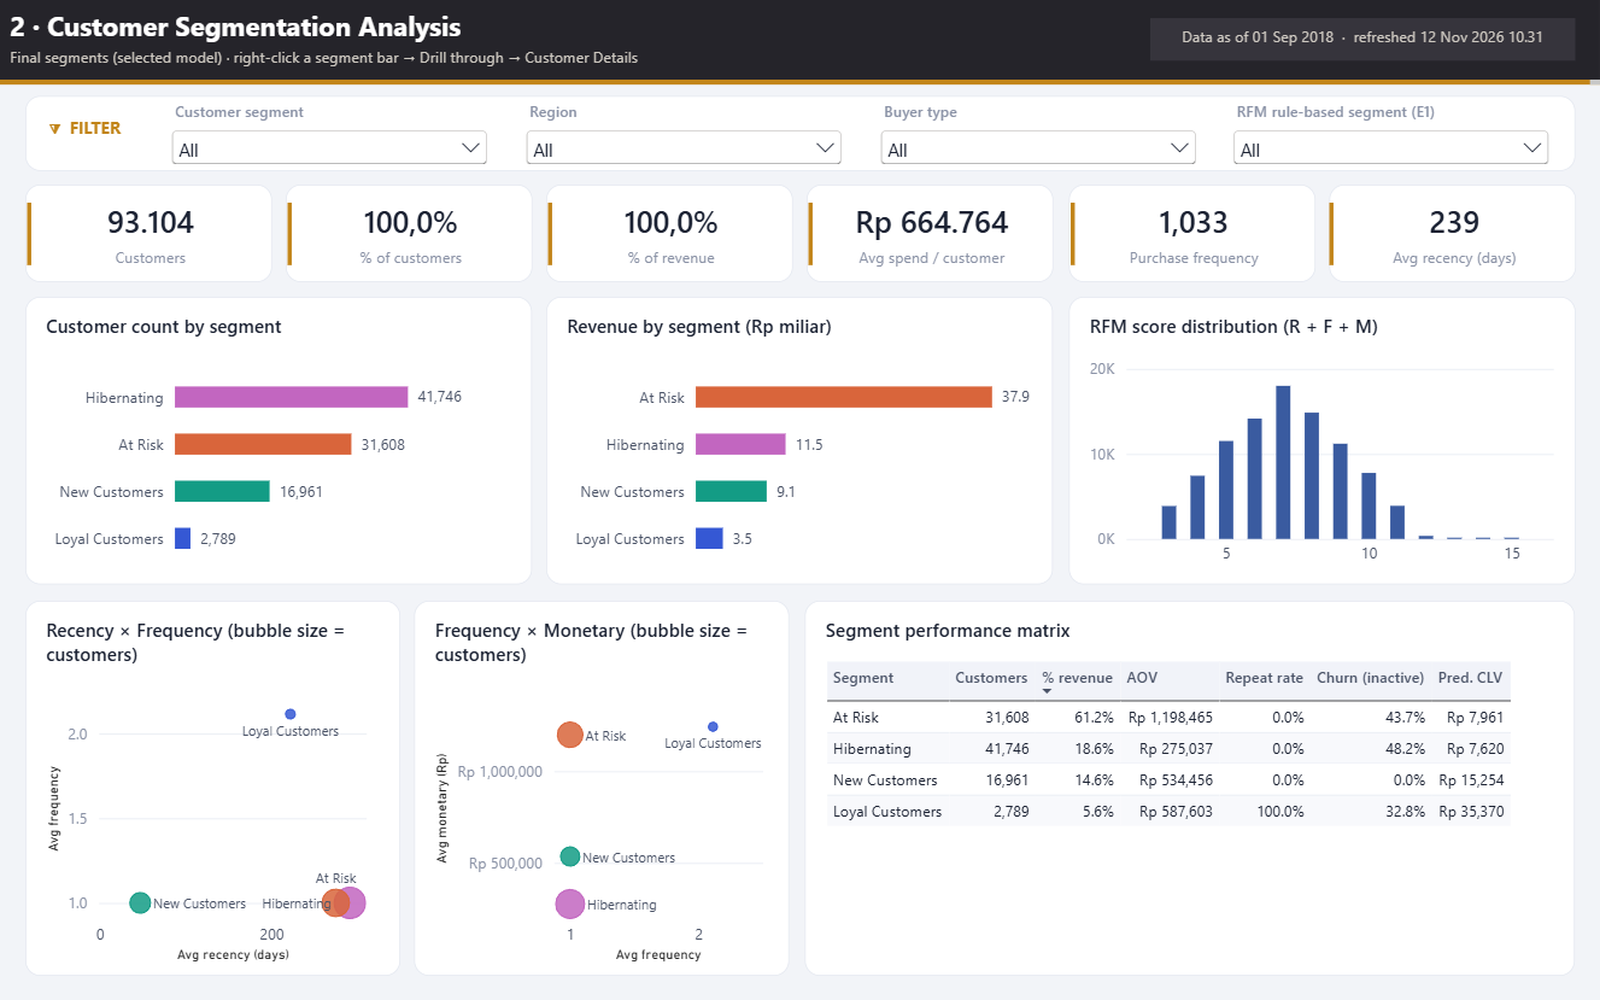 2 · Customer Segmentation Analysis
Final segments (selected model) · right-click a segment bar → Drill through → Customer Details
Data as of 01 Sep 2018 · refreshed 12 Nov 2026 10.31
FILTER
Customer segment
All
Region
All
Buyer type
All
RFM rule-based segment (E1)
All
93.104
Customers
100,0%
% of customers
100,0%
% of revenue
Rp 664.764
Avg spend / customer
1,033
Purchase frequency
239
Avg recency (days)
Customer count by segment
Hibernating 41,746
At Risk 31,608
New Customers 16,961
Loyal Customers 2,789
Revenue by segment (Rp miliar)
At Risk 37.9
Hibernating 11.5
New Customers 9.1
Loyal Customers 3.5
RFM score distribution (R + F + M)
20K
10K
0K
5 10 15
Recency × Frequency (bubble size =
customers)
Avg frequency
2.0
1.5
1.0
Loyal Customers
At Risk
New Customers
Hibernating
0 200
Avg recency (days)
Frequency × Monetary (bubble size =
customers)
Avg monetary (Rp)
Rp 1,000,000
Rp 500,000
At Risk
Loyal Customers
New Customers
Hibernating
1 2
Avg frequency
Segment performance matrix
Segment Customers % revenue AOV Repeat rate Churn (inactive) Pred. CLV
At Risk 31,608 61.2% Rp 1,198,465 0.0% 43.7% Rp 7,961
Hibernating 41,746 18.6% Rp 275,037 0.0% 48.2% Rp 7,620
New Customers 16,961 14.6% Rp 534,456 0.0% 0.0% Rp 15,254
Loyal Customers 2,789 5.6% Rp 587,603 100.0% 32.8% Rp 35,370